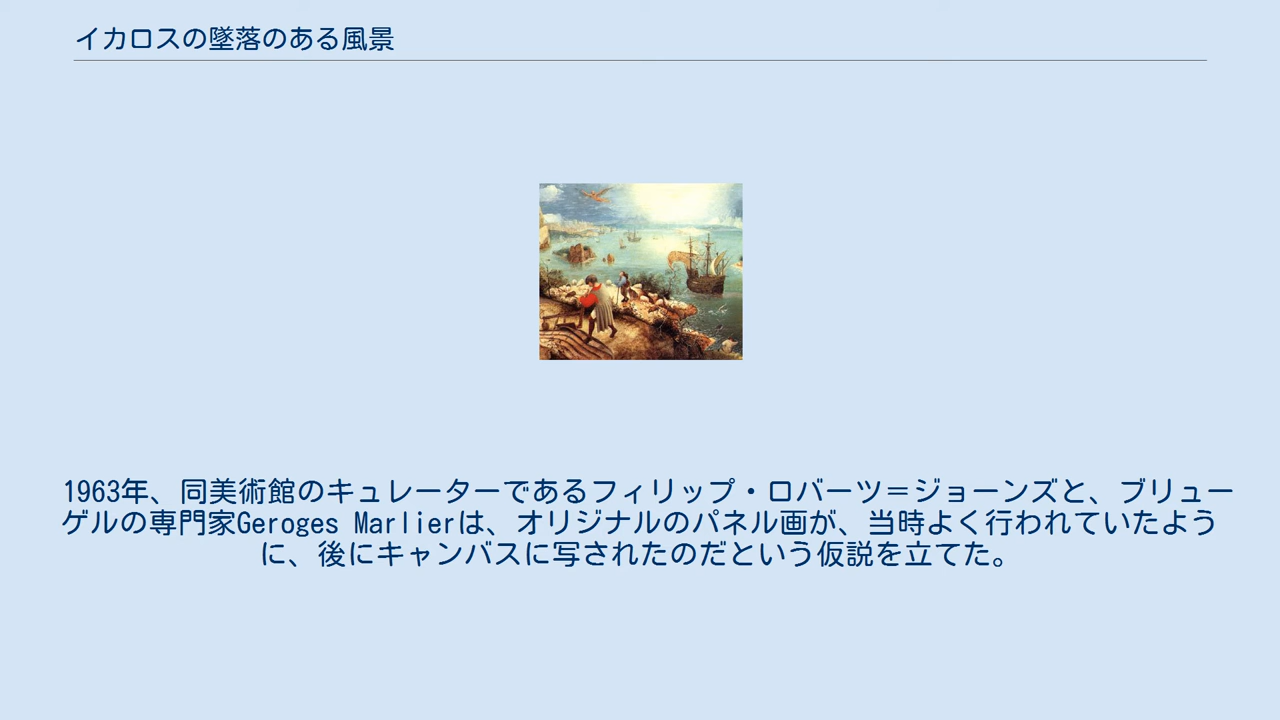 イカロスの墜落のある風景
1963年、同美術館のキュレーターであるフィリップ・ロバーツ＝ジョーンズと、ブリュー
ゲルの専門家Geroges Marlierは、オリジナルのパネル画が、当時よく行われていたよう
に、後にキャンバスに写されたのだという仮説を立てた。